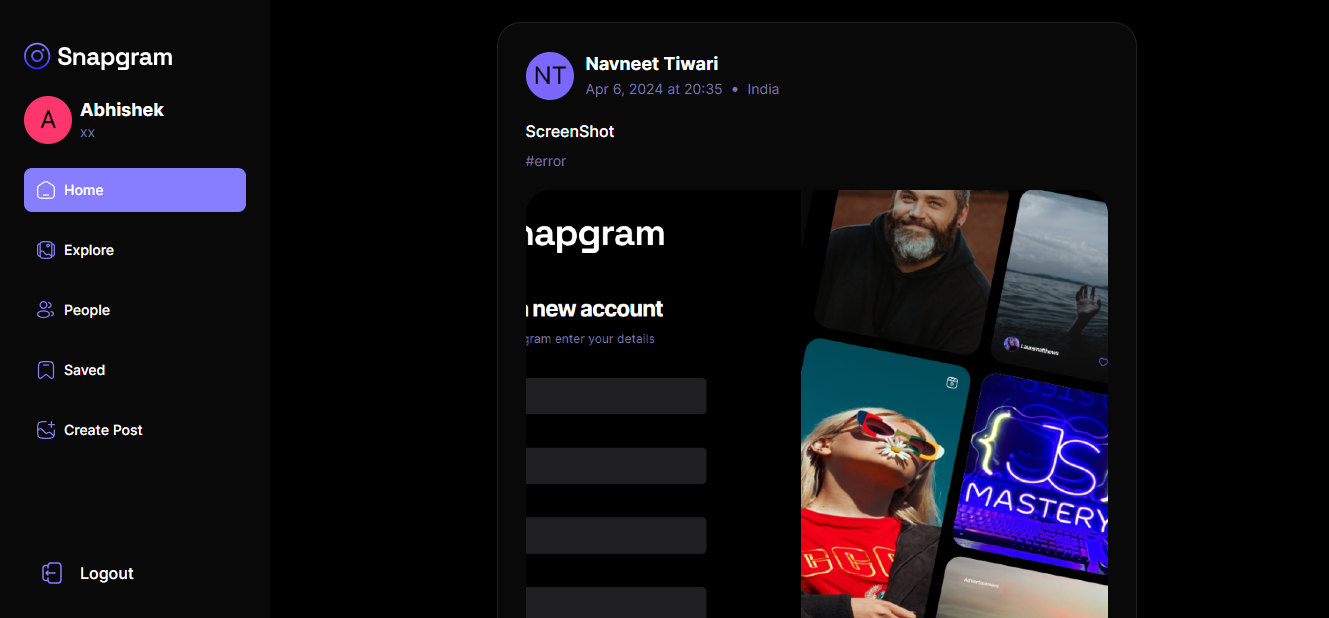 Snapgram
A
Abhishek
xx
Home
Explore
People
Saved
Create Post
Logout
NT
Navneet Tiwari
Apr 6, 2024 at 20:35 • India
ScreenShot
#error
napgram
new account
gram enter your details
Lauramatthews
{JS
MASTERY
CCC
Advertisement